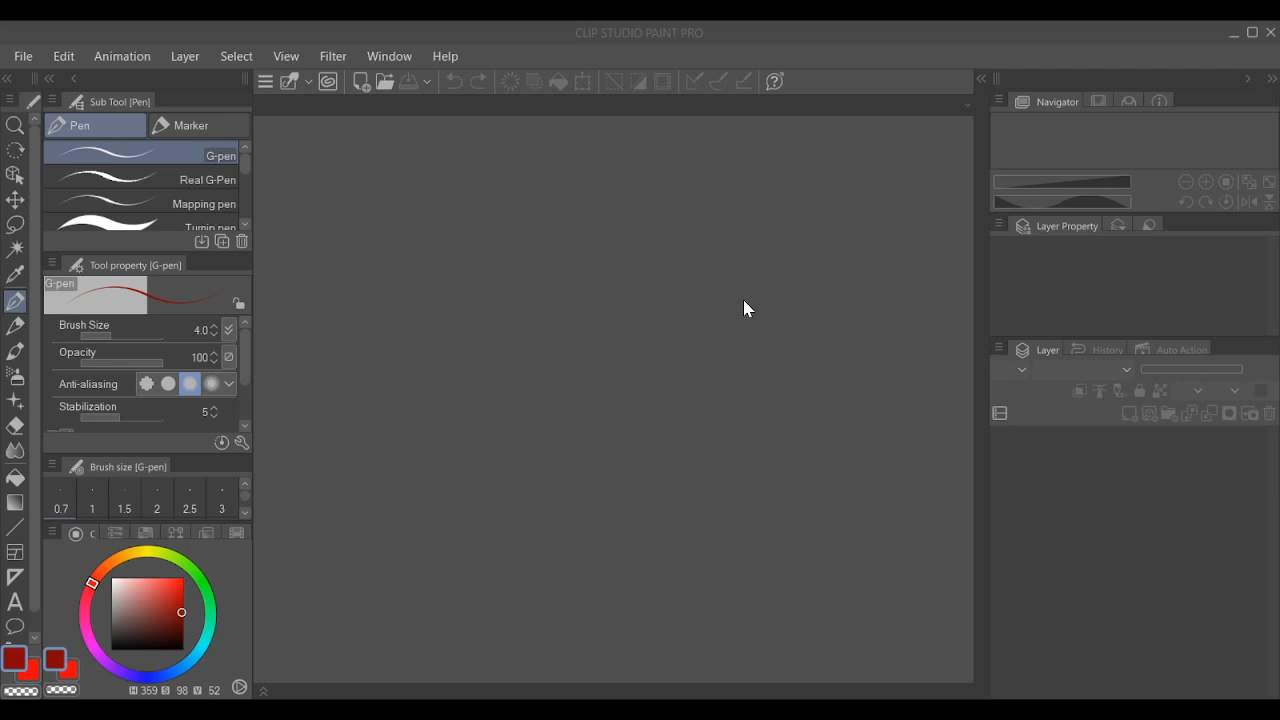 CLIP STUDIO PAINT PRO
File Edit Animation Layer Select View Filter Window Help
Sub Tool [Pen]
Pen Marker
G-pen
Real G-Pen
Mapping pen
Turnip pen
Tool property [G-pen]
G-pen
Brush Size 4.0
Opacity 100
Anti-aliasing
Stabilization 5
Brush size [G-pen]
0.7 1 1.5 2 2.5 3
C
H 359 S 98 V 52
Navigator
Layer Property
Layer History Auto Action